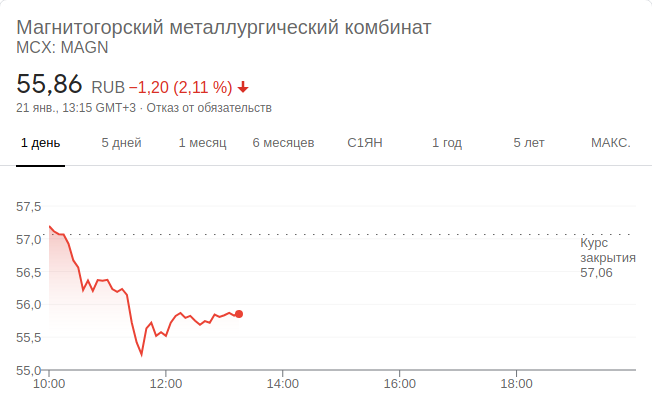 Магнитогорский металлургический комбинат
MCX: MAGN
55,86 RUB −1,20 (2,11 %)
21 янв., 13:15 GMT+3 · Отказ от обязательств
1 день 5 дней 1 месяц 6 месяцев С1ЯН 1 год 5 лет МАКС.
57,5
57,0
56,5
56,0
55,5
55,0
Курс
закрытия
57,06
10:00 12:00 14:00 16:00 18:00